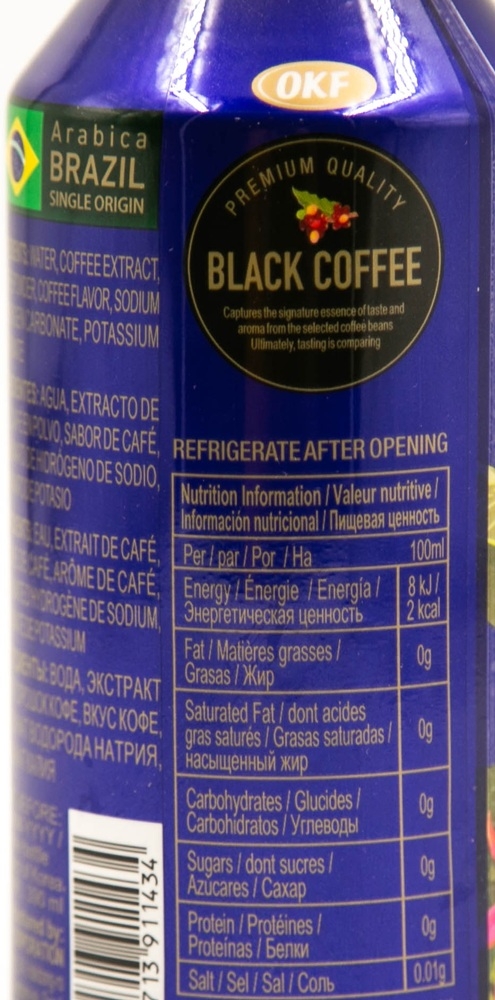 OKF
Arabica
BRAZIL
SINGLE ORIGIN
PREMIUM QUALITY
BLACK COFFEE
Captures the signature essence of taste and
aroma from the selected coffee beans
Ultimately, tasting is comparing
WATER, COFFEE EXTRACT,
COFFEE FLAVOR, SODIUM
CARBONATE, POTASSIUM
AGUA, EXTRACTO DE
POLVO, SABOR DE CAFÉ,
HIDRÓGENO DE SODIO,
POTASIO
EAU, EXTRAIT DE CAFÉ,
DE CAFÉ, ARÔME DE CAFÉ,
HYDROGÈNE DE SODIUM,
POTASSIUM
ВОДА, ЭКСТРАКТ
КОФЕ, ВКУС КОФЕ,
ВОДОРОДА НАТРИЯ,
REFRIGERATE AFTER OPENING
Nutrition Information / Valeur nutritive /
Información nutricional / Пищевая ценность
Per / par / Por / На 100ml
Energy / Énergie / Energía / 8 kJ /
Энергетическая ценность 2 kcal
Fat / Matières grasses / 0g
Grasas / Жир
Saturated Fat / dont acides
gras saturés / Grasas saturadas / 0g
насыщенный жир
Carbohydrates / Glucides / 0g
Carbohidratos / Углеводы
Sugars / dont sucres / 0g
Azúcares / Сахар
Protein / Protéines / 0g
Proteínas / Белки
Salt / Sel / Sal / Соль 0.01g
713 911434